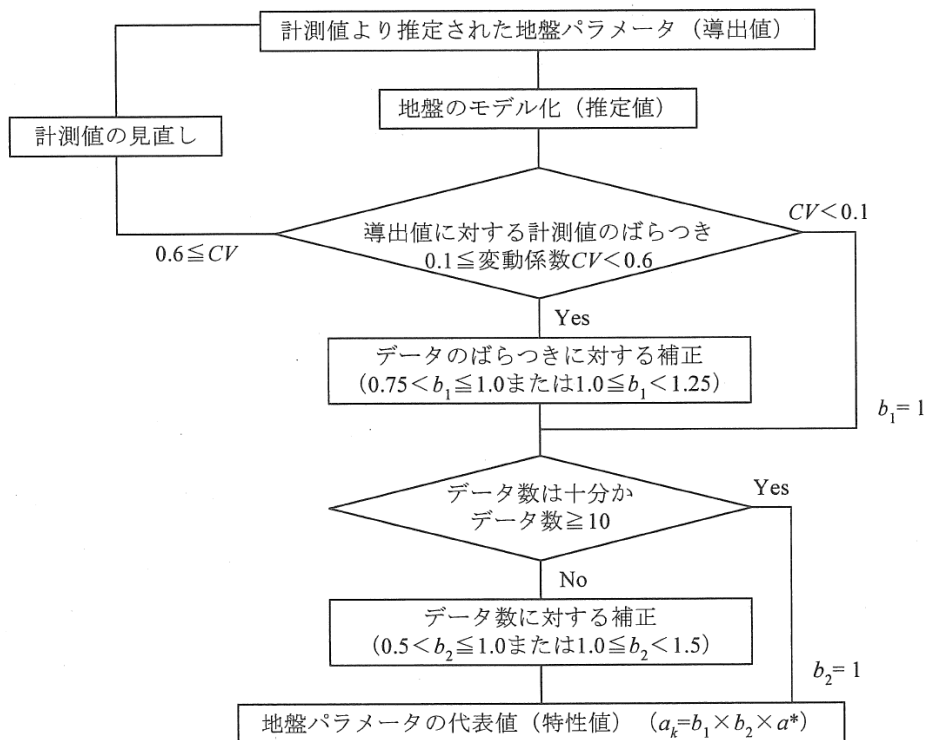 計測値より推定された地盤パラメータ（導出値）
地盤のモデル化（推定値）
計測値の見直し
CV＜0.1
導出値に対する計測値のばらつき
0.1≦変動係数CV＜0.6
0.6≦CV
Yes
データのばらつきに対する補正
（0.75＜b₁≦1.0または1.0≦b₁＜1.25）
b₁= 1
データ数は十分か
データ数≧10
Yes
No
データ数に対する補正
（0.5＜b₂≦1.0または1.0≦b₂＜1.5）
b₂= 1
地盤パラメータの代表値（特性値）（aₖ=b₁×b₂×a*）